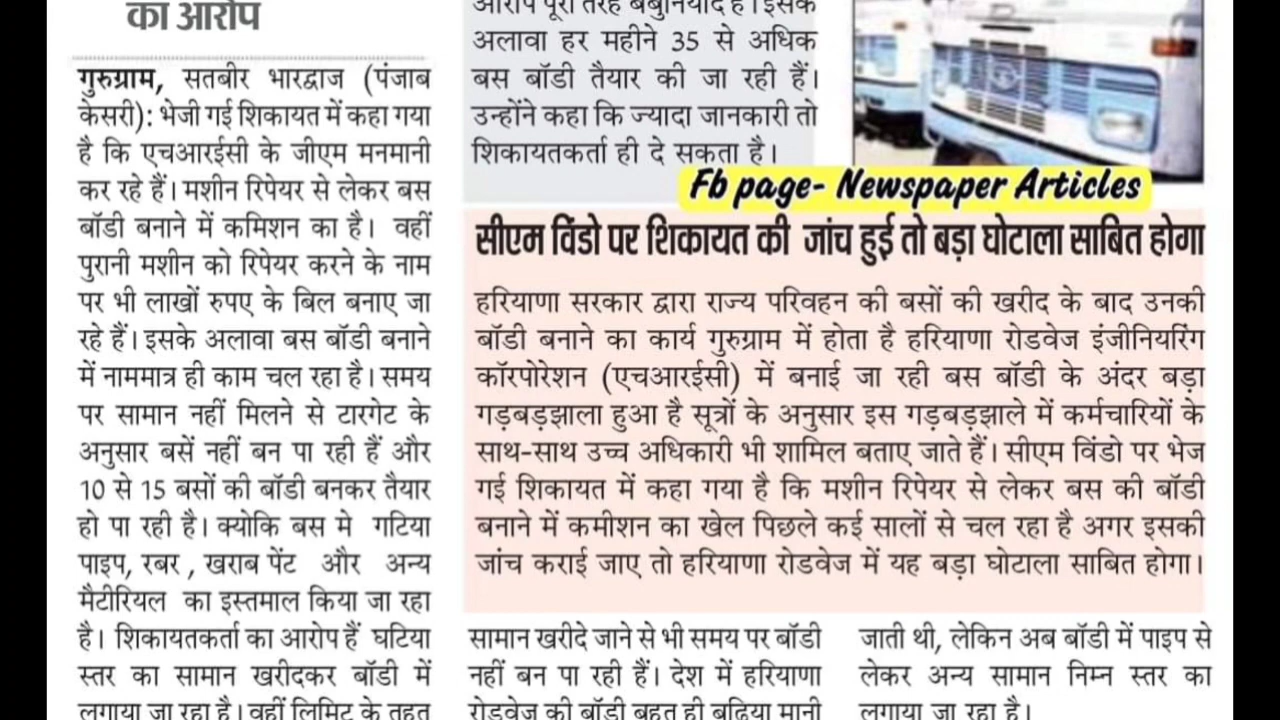 का आरोप
गुरुग्राम, सतबीर भारद्वाज (पंजाब
केसरी): भेजी गई शिकायत में कहा गया
है कि एचआरईसी के जीएम मनमानी
कर रहे हैं। मशीन रिपेयर से लेकर बस
बॉडी बनाने में कमिशन का है। वहीं
पुरानी मशीन को रिपेयर करने के नाम
पर भी लाखों रुपए के बिल बनाए जा
रहे हैं। इसके अलावा बस बॉडी बनाने
में नाममात्र ही काम चल रहा है। समय
पर सामान नहीं मिलने से टारगेट के
अनुसार बसें नहीं बन पा रही हैं और
10 से 15 बसों की बॉडी बनकर तैयार
हो पा रही है। क्योकि बस मे गटिया
पाइप, रबर , खराब पेंट और अन्य
मैटीरियल का इस्तमाल किया जा रहा
है। शिकायतकर्ता का आरोप हैं घटिया
स्तर का सामान खरीदकर बॉडी में
लगाया जा रहा है। वहीं लिमिट के तहत
आरोप पूरी तरह बेबुनियाद है। इसके
अलावा हर महीने 35 से अधिक
बस बॉडी तैयार की जा रही हैं।
उन्होंने कहा कि ज्यादा जानकारी तो
शिकायतकर्ता ही दे सकता है।
Fb page- Newspaper Articles
सीएम विंडो पर शिकायत की जांच हुई तो बड़ा घोटाला साबित होगा
हरियाणा सरकार द्वारा राज्य परिवहन की बसों की खरीद के बाद उनकी
बॉडी बनाने का कार्य गुरुग्राम में होता है हरियाणा रोडवेज इंजीनियरिंग
कॉरपोरेशन (एचआरईसी) में बनाई जा रही बस बॉडी के अंदर बड़ा
गड़बड़झाला हुआ है सूत्रों के अनुसार इस गड़बड़झाले में कर्मचारियों के
साथ-साथ उच्च अधिकारी भी शामिल बताए जाते हैं। सीएम विंडो पर भेज
गई शिकायत में कहा गया है कि मशीन रिपेयर से लेकर बस की बॉडी
बनाने में कमीशन का खेल पिछले कई सालों से चल रहा है अगर इसकी
जांच कराई जाए तो हरियाणा रोडवेज में यह बड़ा घोटाला साबित होगा।
सामान खरीदे जाने से भी समय पर बॉडी
नहीं बन पा रही हैं। देश में हरियाणा
रोडवेज की बॉडी बहुत ही बढ़िया मानी
जाती थी, लेकिन अब बॉडी में पाइप से
लेकर अन्य सामान निम्न स्तर का
लगाया जा रहा है।